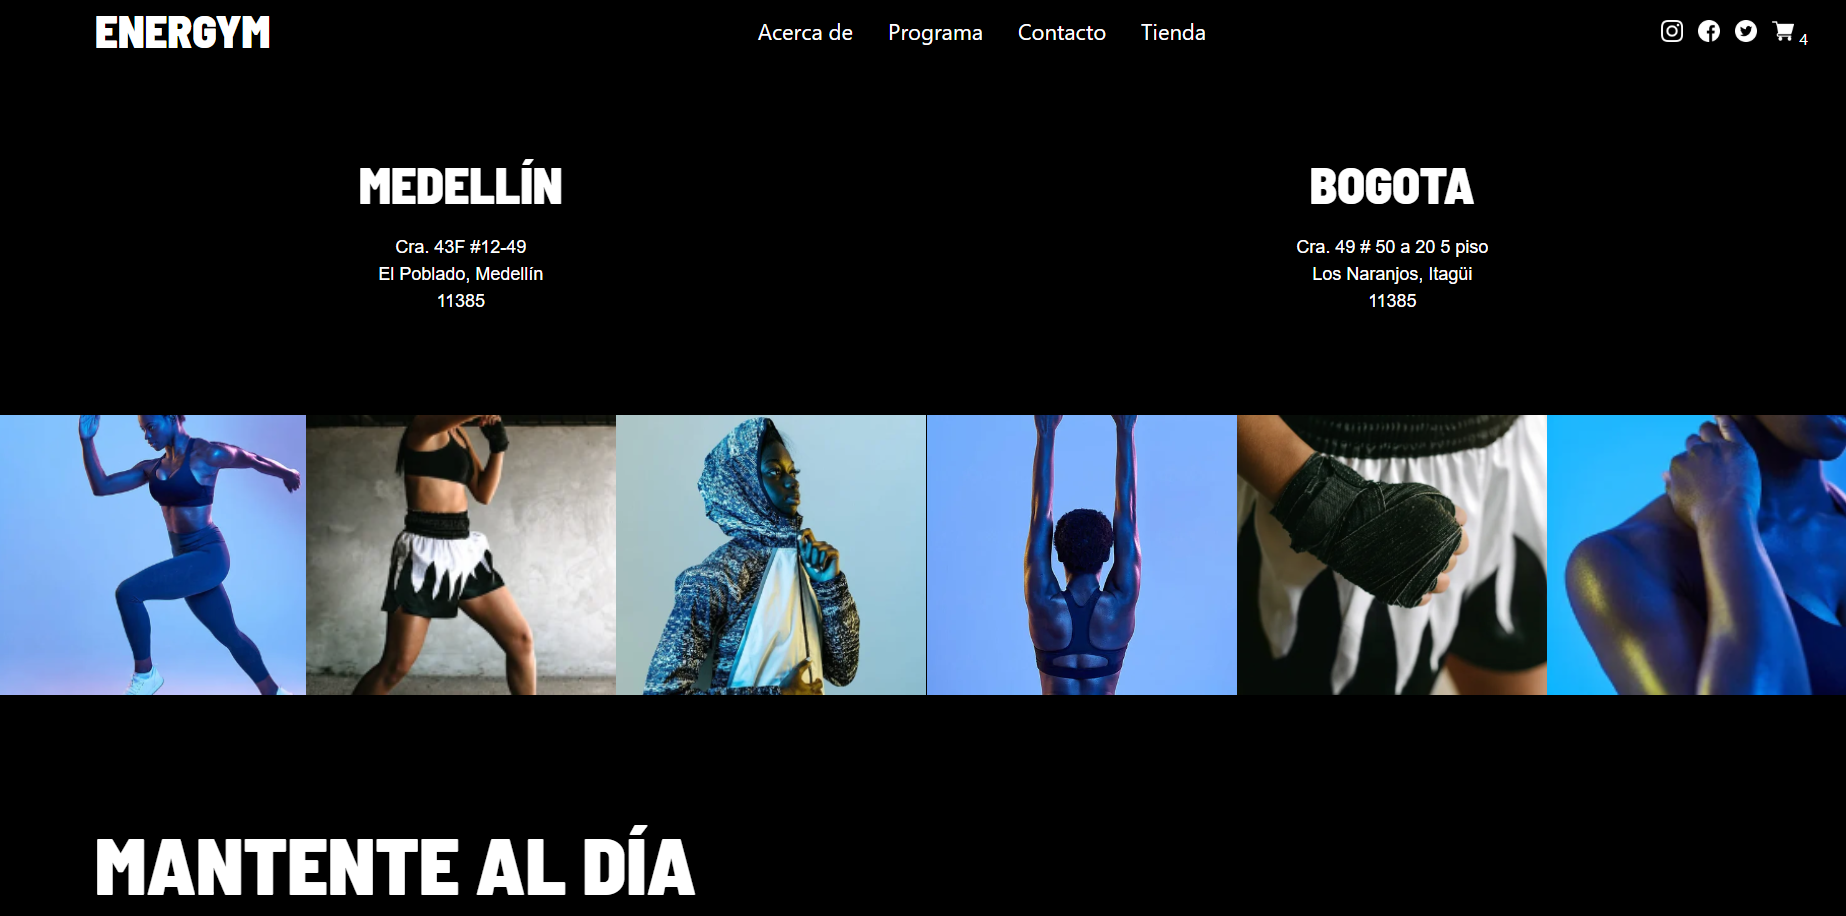 ENERGYM
Acerca de
Programa
Contacto
Tienda
4
MEDELLÍN
Cra. 43F #12-49
El Poblado, Medellín
11385
BOGOTA
Cra. 49 # 50 a 20 5 piso
Los Naranjos, Itagüi
11385
MANTENTE AL DÍA